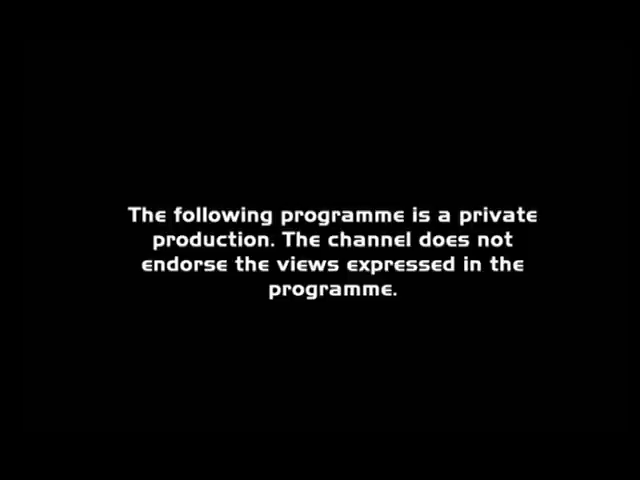 The following programme is a private
production. The channel does not
endorse the views expressed in the
programme.